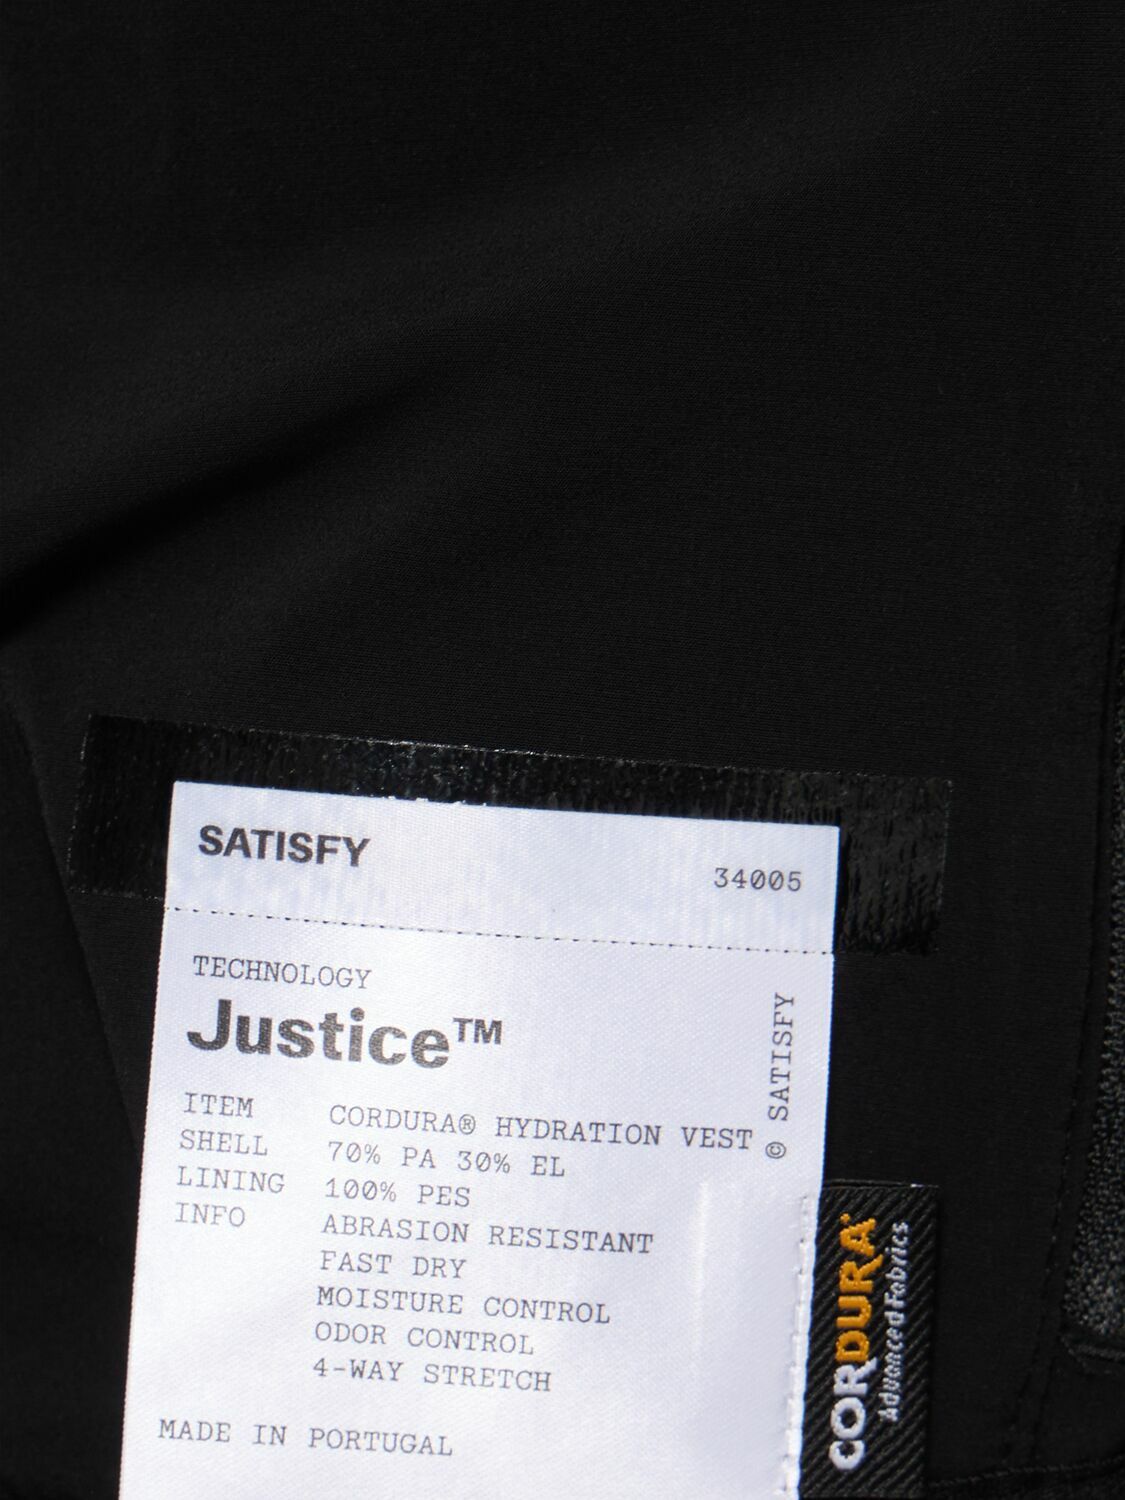 SATISFY
34005
TECHNOLOGY
Justice™
ITEM CORDURA® HYDRATION VEST
SHELL 70% PA 30% EL
LINING 100% PES
INFO ABRASION RESISTANT
FAST DRY
MOISTURE CONTROL
ODOR CONTROL
4-WAY STRETCH
MADE IN PORTUGAL
© SATISFY
CORDURA®
Advanced Fabrics